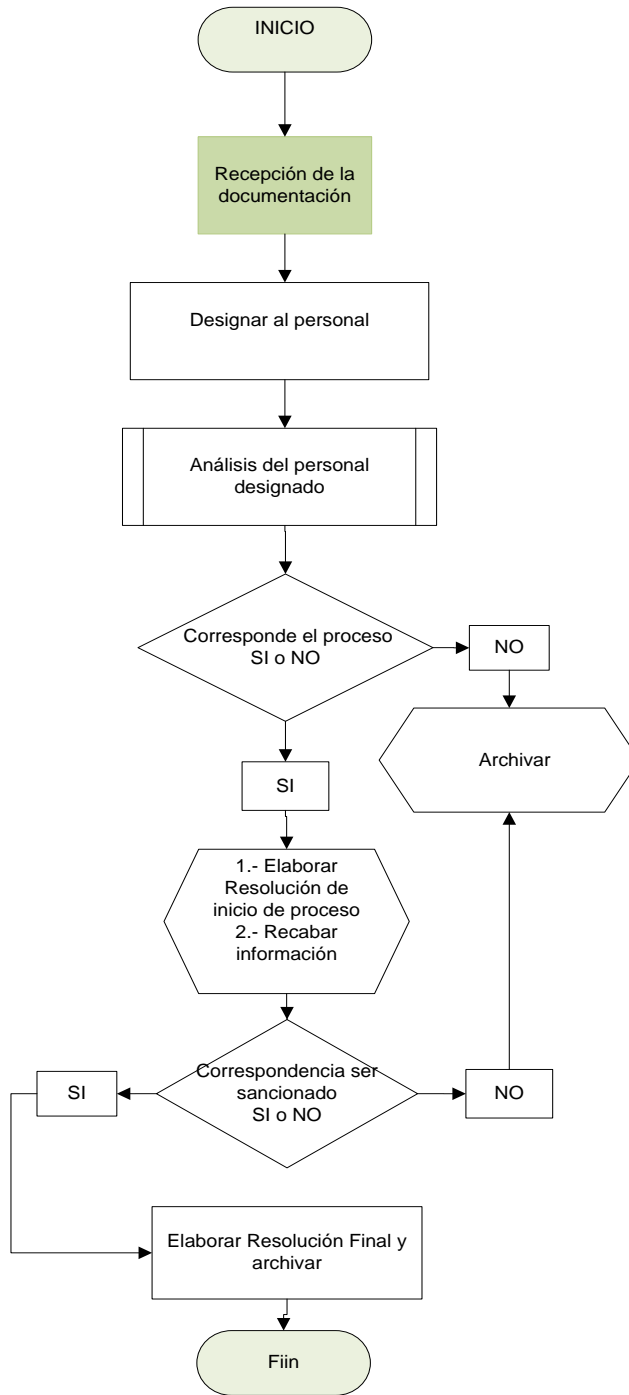 INICIO
Recepción de la
documentación
Designar al personal
Análisis del personal
designado
Corresponde el proceso
SI o NO
NO
Archivar
SI
1.- Elaborar
Resolución de
inicio de proceso
2.- Recabar
información
Correspondencia ser
sancionado
SI o NO
SI
NO
Elaborar Resolución Final y
archivar
Fiin